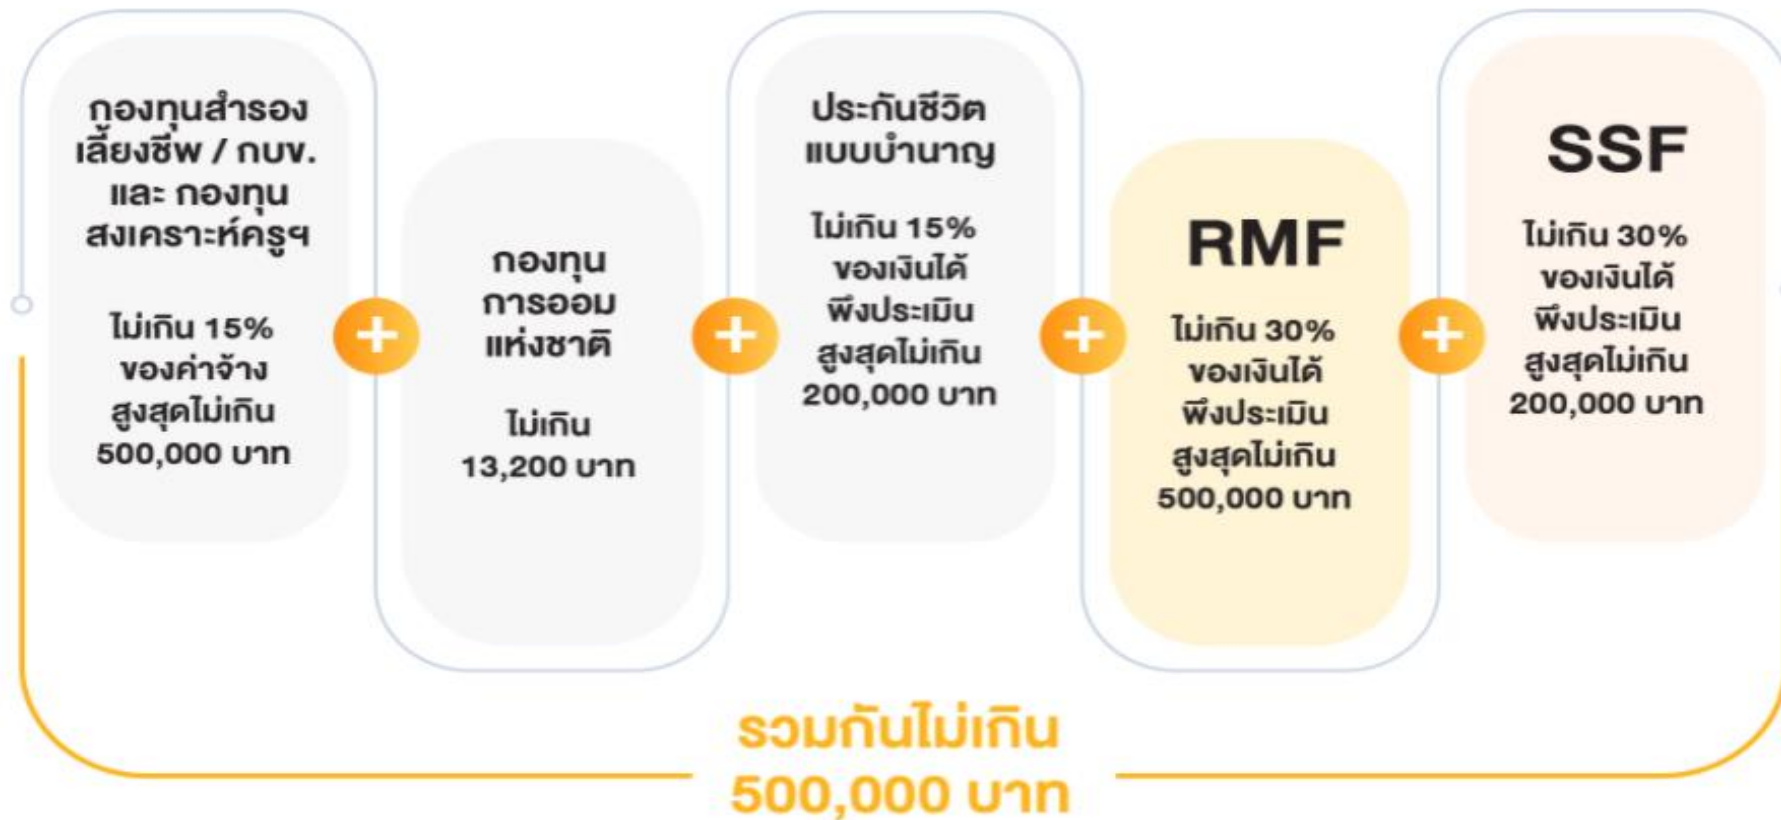 กองทุนสำรอง
เลี้ยงชีพ / กบข.
และ กองทุน
สงเคราะห์ครูฯ
ไม่เกิน 15%
ของค่าจ้าง
สูงสุดไม่เกิน
500,000 บาท
+
กองทุน
การออม
แห่งชาติ
ไม่เกิน
13,200 บาท
+
ประกันชีวิต
แบบบำนาญ
ไม่เกิน 15%
ของเงินได้
พึงประเมิน
สูงสุดไม่เกิน
200,000 บาท
+
RMF
ไม่เกิน 30%
ของเงินได้
พึงประเมิน
สูงสุดไม่เกิน
500,000 บาท
+
SSF
ไม่เกิน 30%
ของเงินได้
พึงประเมิน
สูงสุดไม่เกิน
200,000 บาท
รวมกันไม่เกิน
500,000 บาท